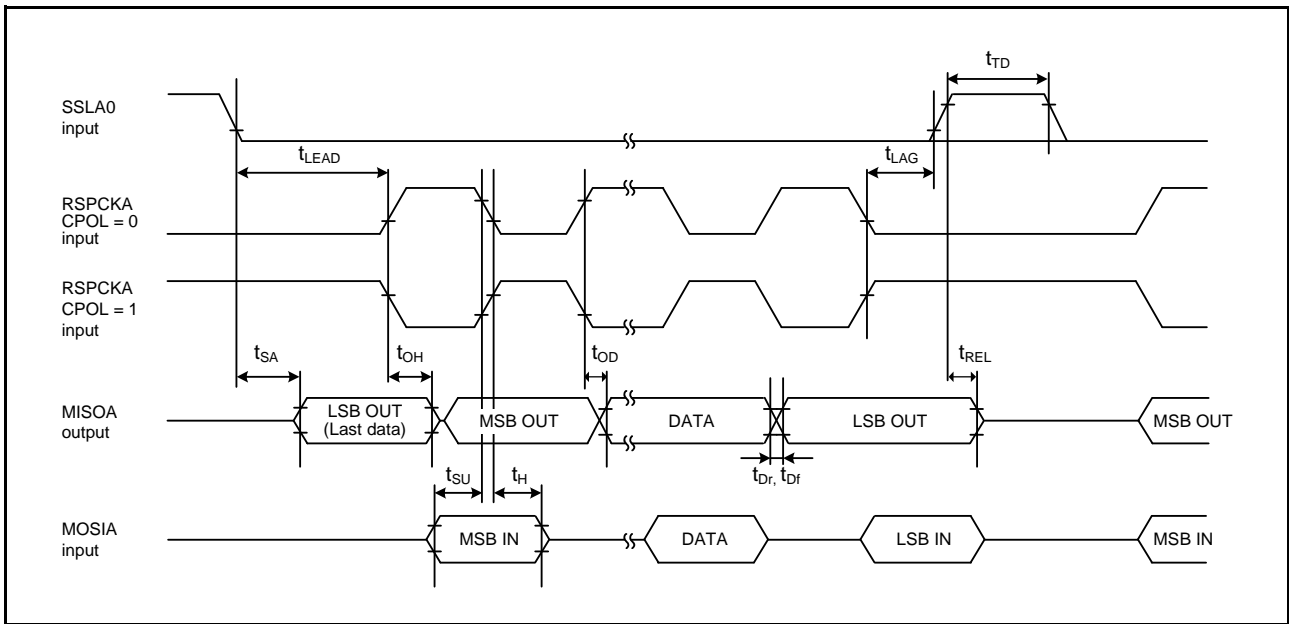 tTD
SSLA0
input
tLEAD
tLAG
RSPCKA
CPOL = 0
input
RSPCKA
CPOL = 1
input
tSA
tOH
tOD
tREL
MISOA
output
LSB OUT
(Last data)
MSB OUT
DATA
LSB OUT
MSB OUT
tSU
tH
tDr, tDf
MOSIA
input
MSB IN
DATA
LSB IN
MSB IN